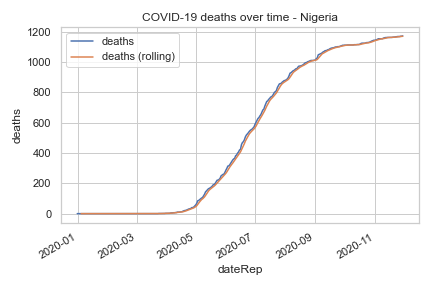 COVID-19 deaths over time - Nigeria
deaths
deaths (rolling)
1200
1000
800
600
400
200
0
deaths
2020-01
2020-03
2020-05
2020-07
2020-09
2020-11
dateRep